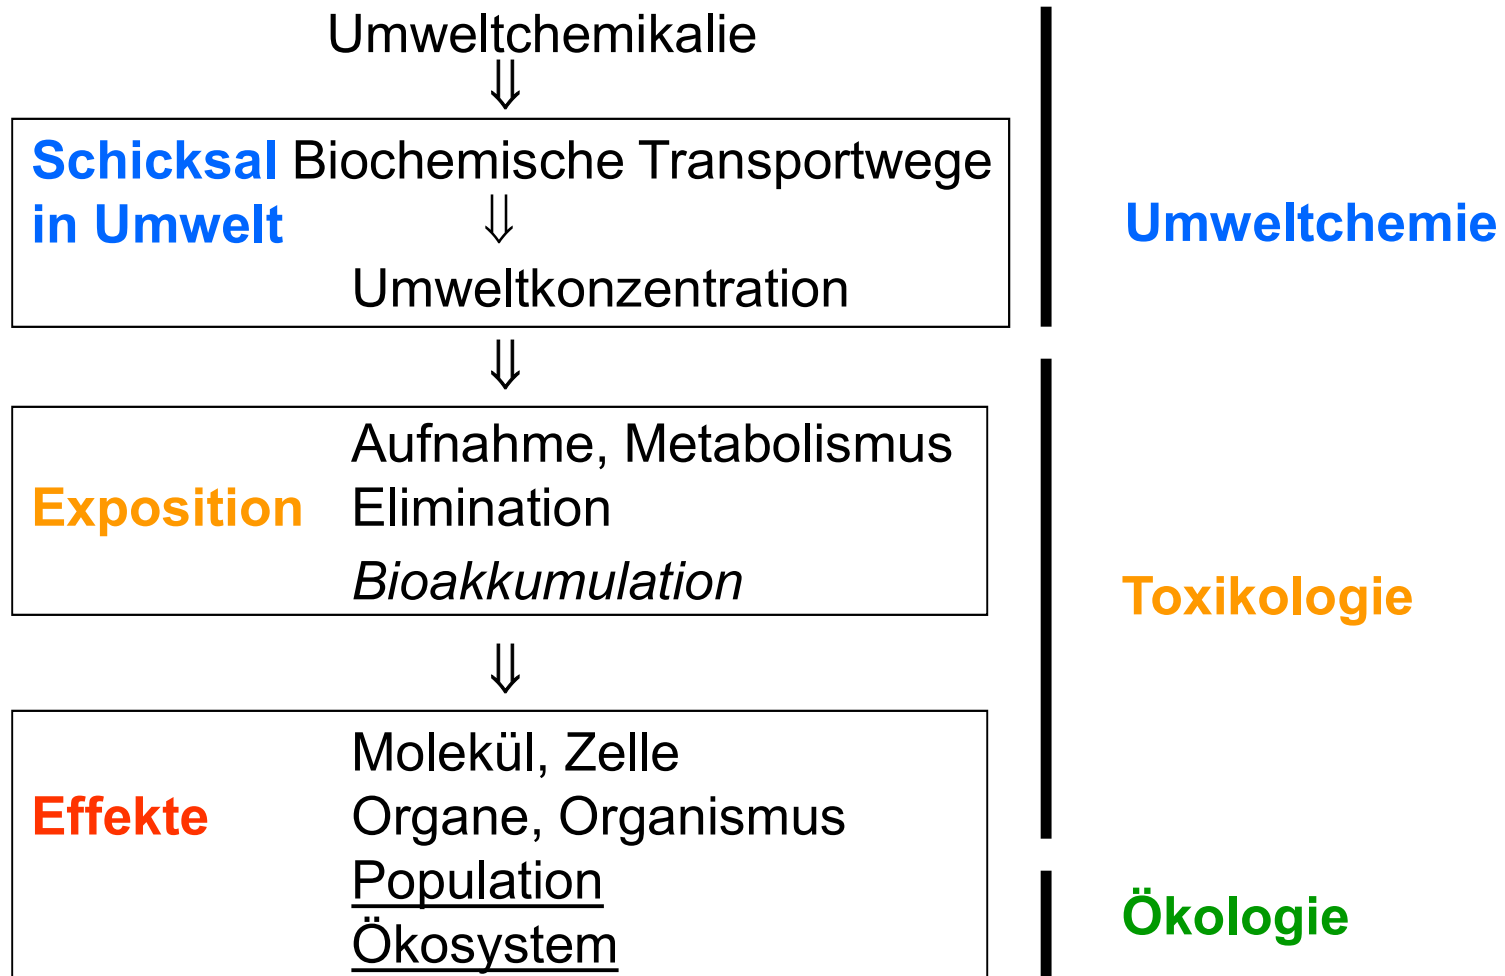 Umweltchemikalie
⇓
Schicksal Biochemische Transportwege
in Umwelt
⇓
Umweltkonzentration
Umweltchemie
⇓
Aufnahme, Metabolismus
Exposition Elimination
Bioakkumulation
Toxikologie
⇓
Molekül, Zelle
Effekte Organe, Organismus
Population
Ökosystem
Ökologie